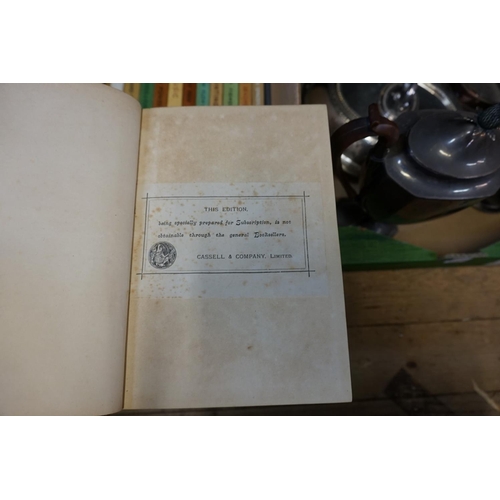 THIS EDITION,
being specially prepared for Subscription, is not
obtainable through the general Booksellers.
CASSELL & COMPANY, LIMITED